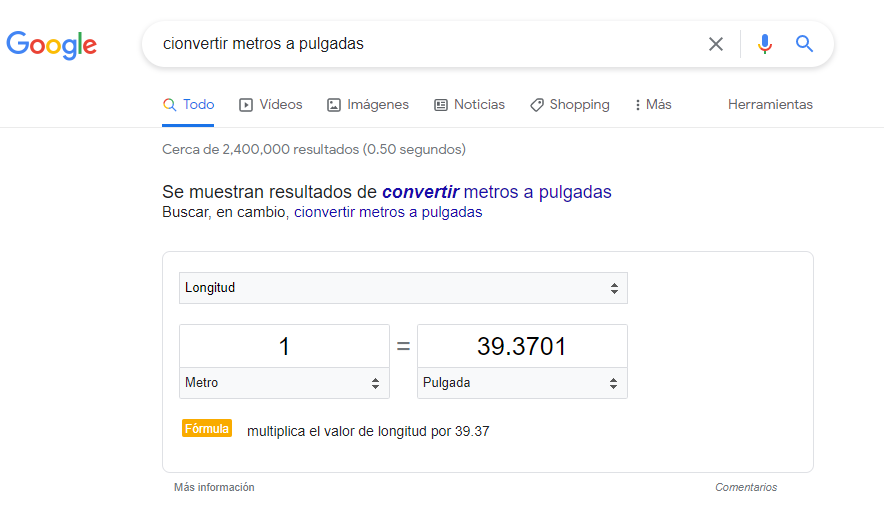 Google cionvertir metros a pulgadas
Todo Vídeos Imágenes Noticias Shopping Más Herramientas
Cerca de 2,400,000 resultados (0.50 segundos)
Se muestran resultados de convertir metros a pulgadas
Buscar, en cambio, cionvertir metros a pulgadas
Longitud
1 = 39.3701
Metro Pulgada
Fórmula multiplica el valor de longitud por 39.37
Más información Comentarios